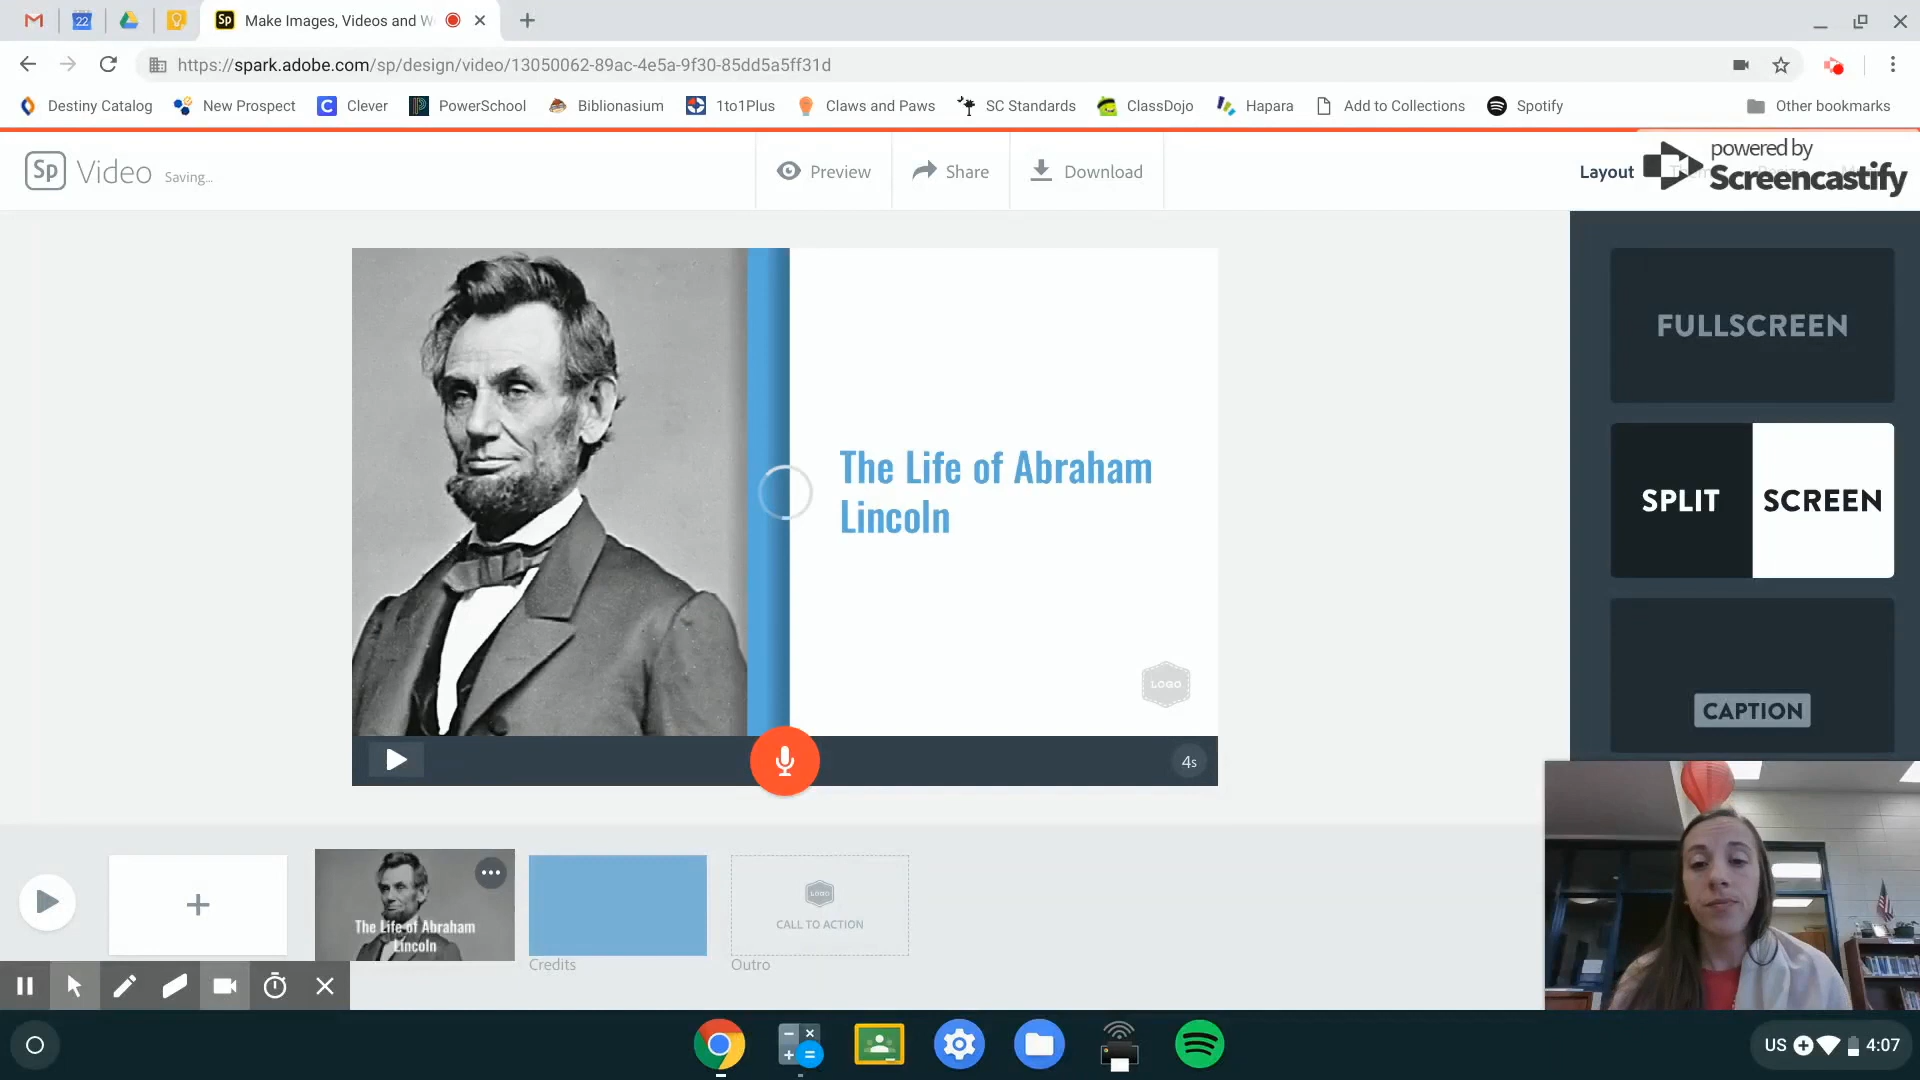 22
Sp
Make Images, Videos and W
https://spark.adobe.com/sp/design/video/13050062-89ac-4e5a-9f30-85dd5a5ff31d
Destiny Catalog
New Prospect
C
Clever
PowerSchool
Biblionasium
1to1Plus
Claws and Paws
SC Standards
ClassDojo
Hapara
Add to Collections
Spotify
Other bookmarks
Sp
Video
Saving...
Preview
Share
Download
Layout
powered by
Screencastify
The Life of Abraham
Lincoln
LOGO
FULLSCREEN
SPLIT SCREEN
CAPTION
4s
The Life of Abraham
Lincoln
LOGO
CALL TO ACTION
Credits
Outro
US
4:07